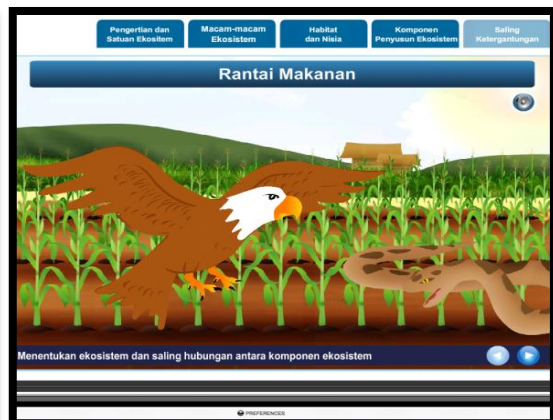 Pengertian dan
Satuan Ekositem
Macam-macam
Ekosistem
Habitat
dan Nisia
Komponen
Penyusun Ekosistem
Saling
Ketergantungan
Rantai Makanan
Menentukan ekosistem dan saling hubungan antara komponen ekosistem
PREFERENCES